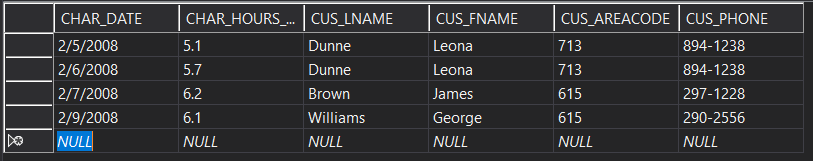 CHAR_DATE CHAR_HOURS_... CUS_LNAME CUS_FNAME CUS_AREACODE CUS_PHONE
2/5/2008 5.1 Dunne Leona 713 894-1238
2/6/2008 5.7 Dunne Leona 713 894-1238
2/7/2008 6.2 Brown James 615 297-1228
2/9/2008 6.1 Williams George 615 290-2556
NULL NULL NULL NULL NULL NULL